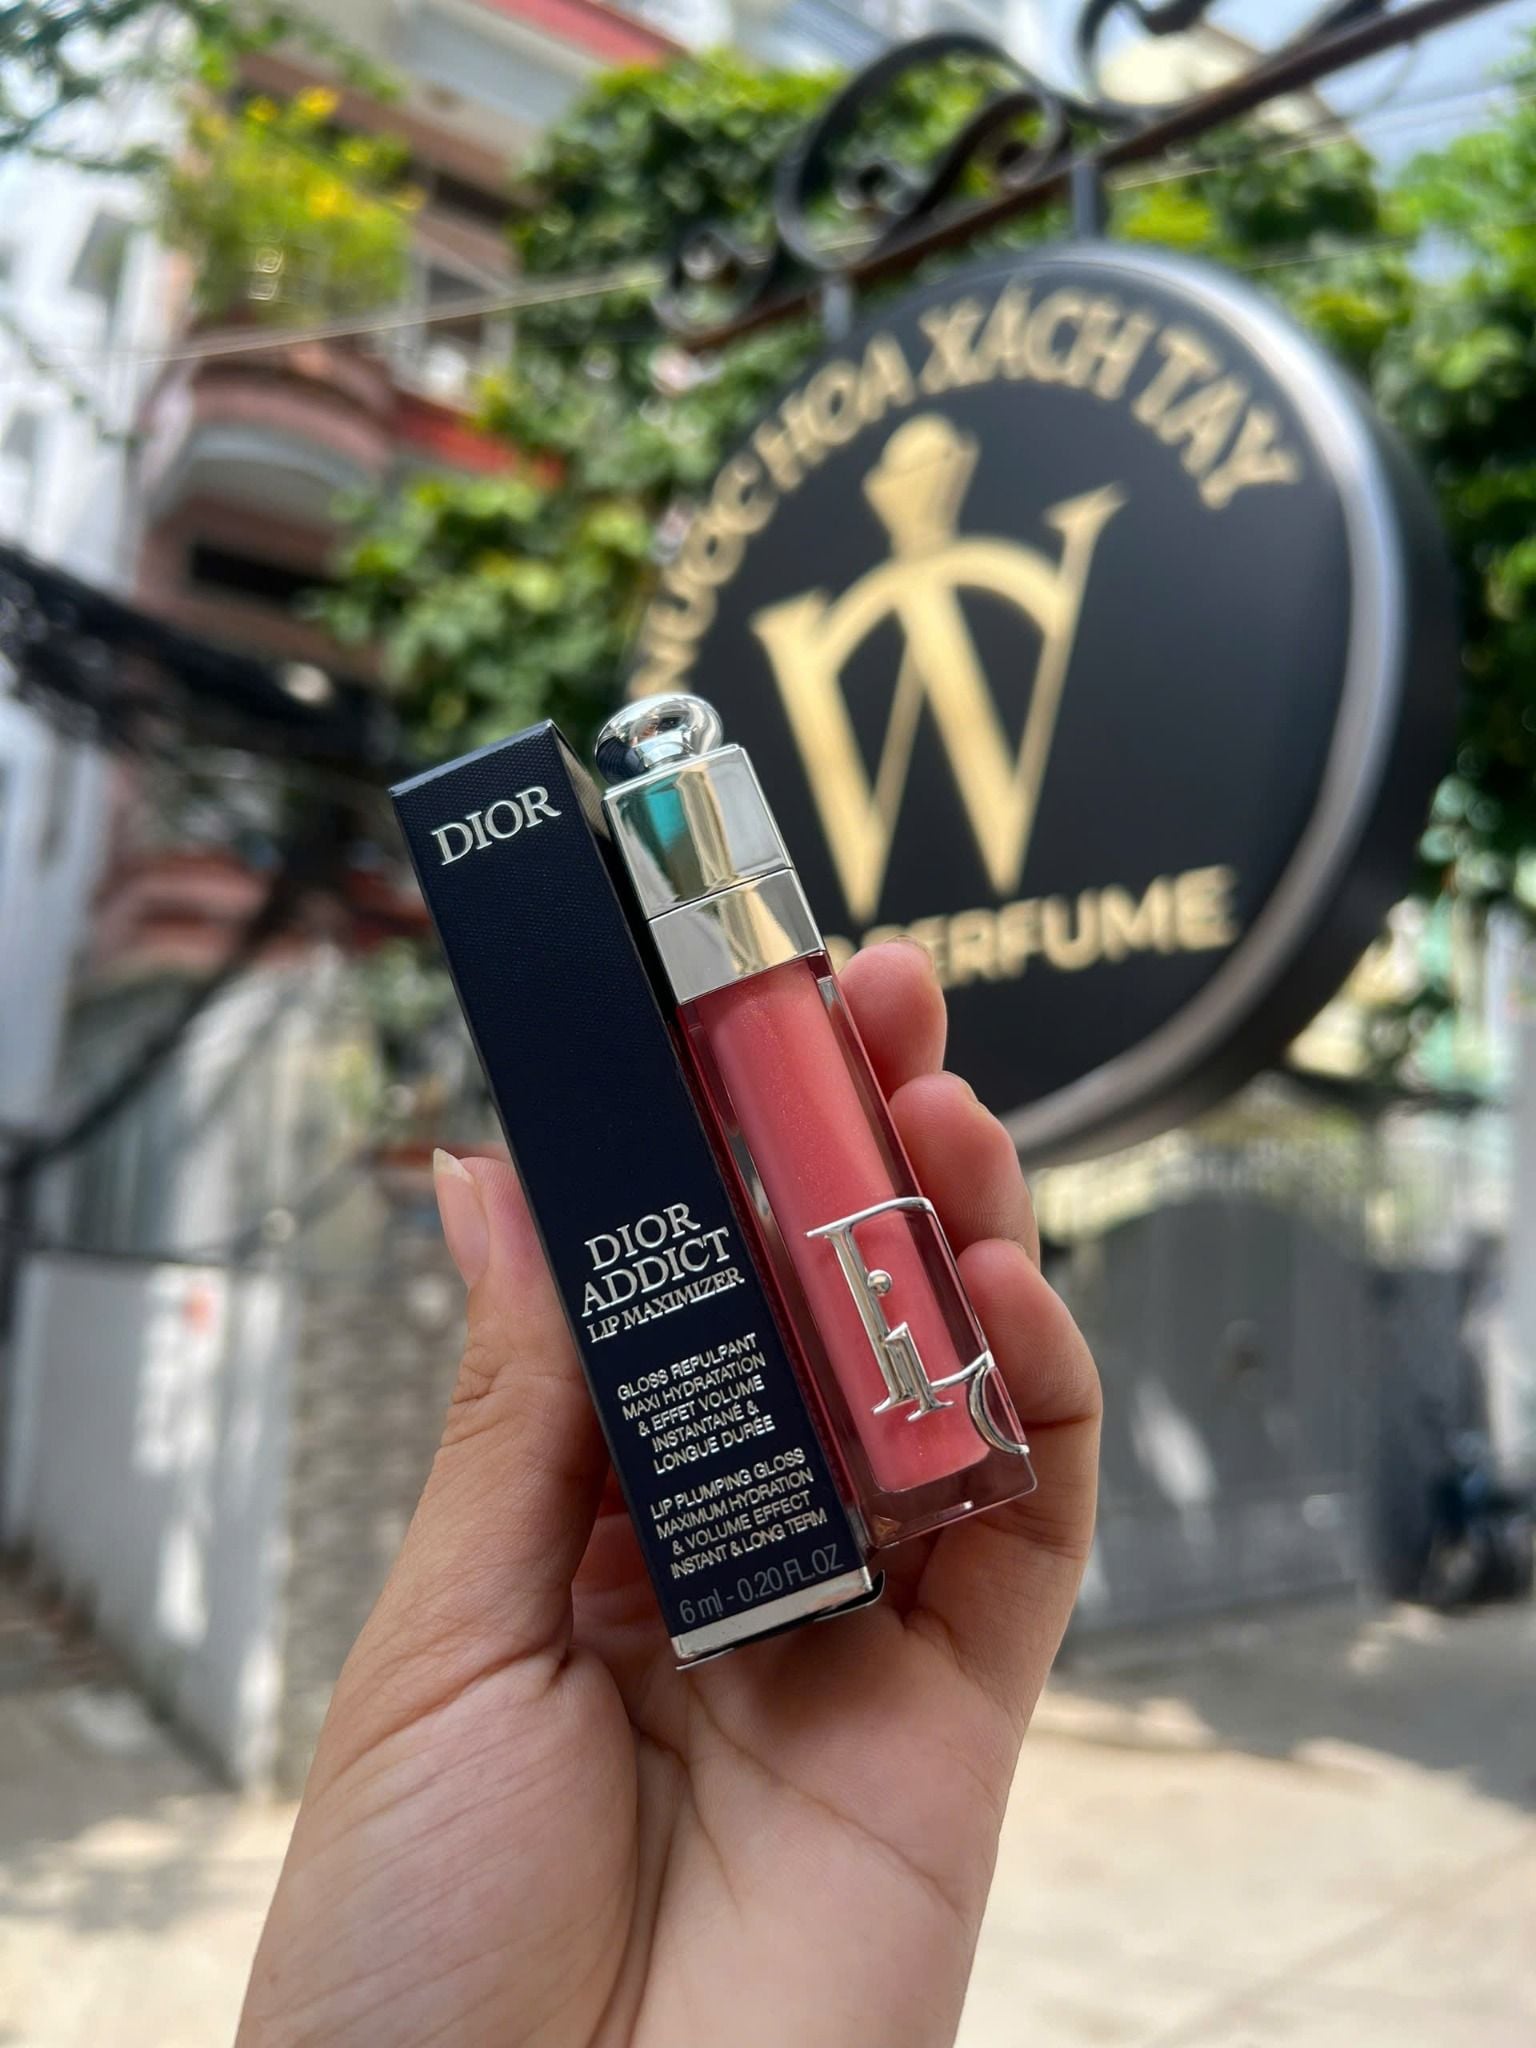 NƯỚC HOA XÁCH TAY
W
PERFUME
DIOR
DIOR
ADDICT
LIP MAXIMIZER
GLOSS REPULPANT
MAXI HYDRATATION
& EFFET VOLUME
INSTANTANÉ &
LONGUE DURÉE
LIP PLUMPING GLOSS
MAXIMUM HYDRATION
& VOLUME EFFECT
INSTANT & LONG TERM
6 ml - 0.20 FL.OZ
Dior